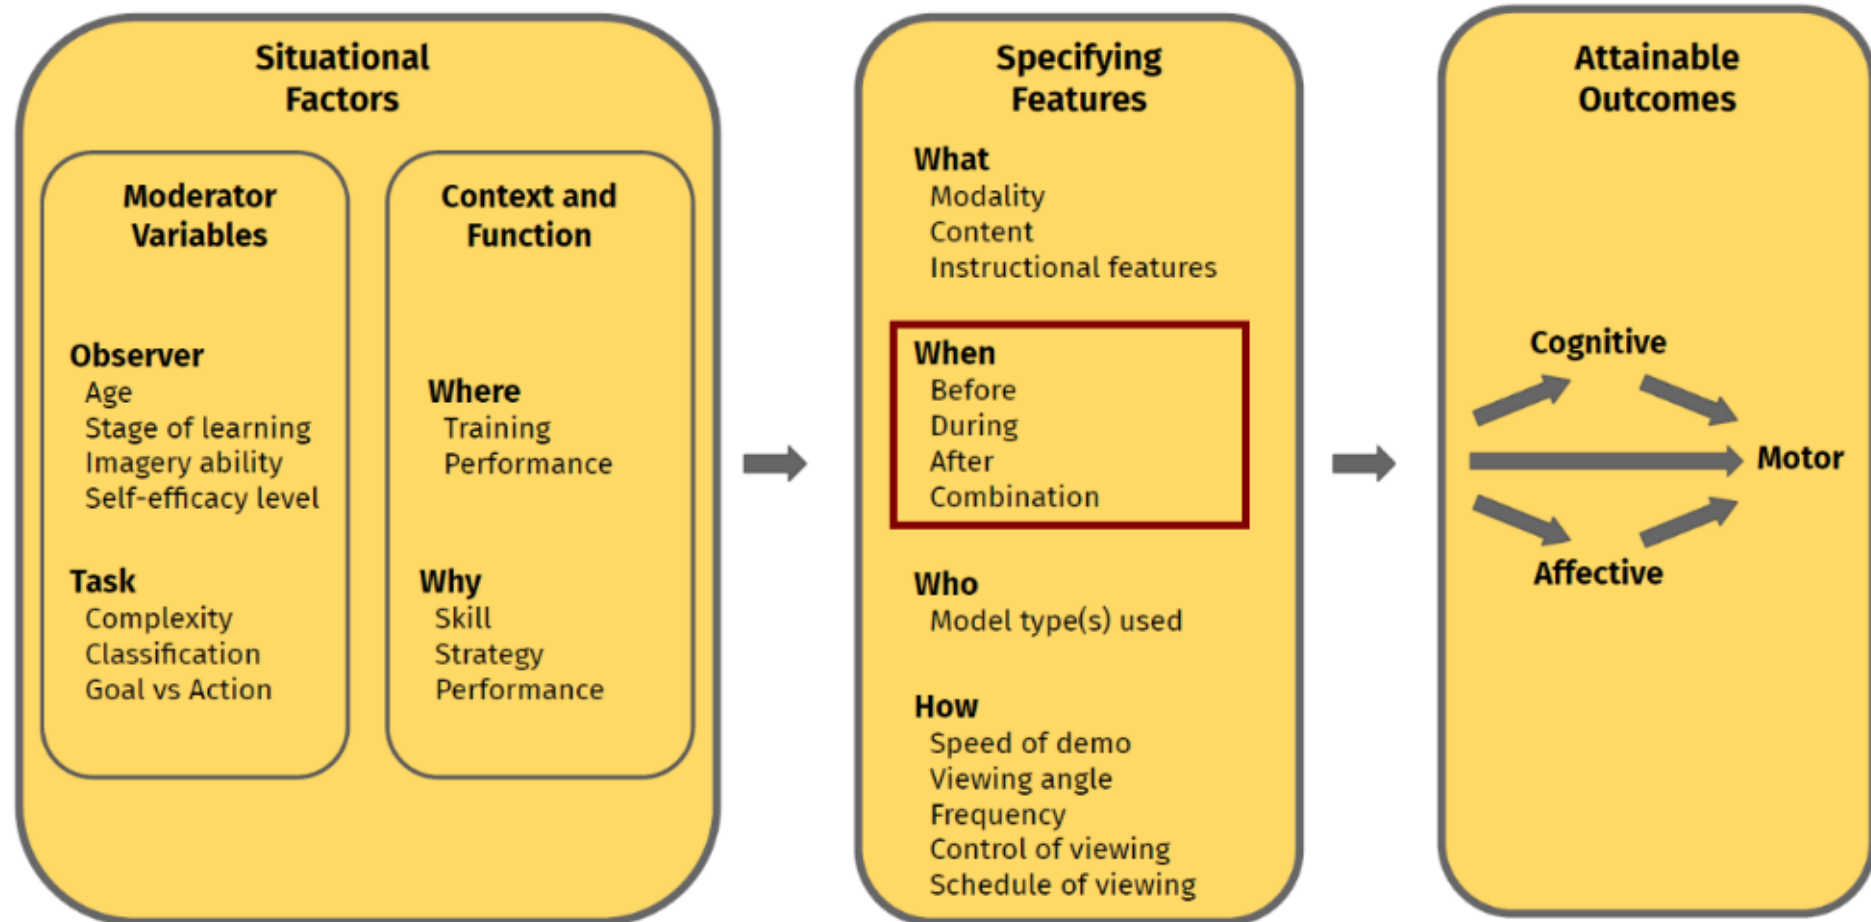 Situational
Factors
Moderator
Variables
Observer
Age
Stage of learning
Imagery ability
Self-efficacy level
Task
Complexity
Classification
Goal vs Action
Context and
Function
Where
Training
Performance
Why
Skill
Strategy
Performance
Specifying
Features
What
Modality
Content
Instructional features
When
Before
During
After
Combination
Who
Model type(s) used
How
Speed of demo
Viewing angle
Frequency
Control of viewing
Schedule of viewing
Attainable
Outcomes
Cognitive
Motor
Affective